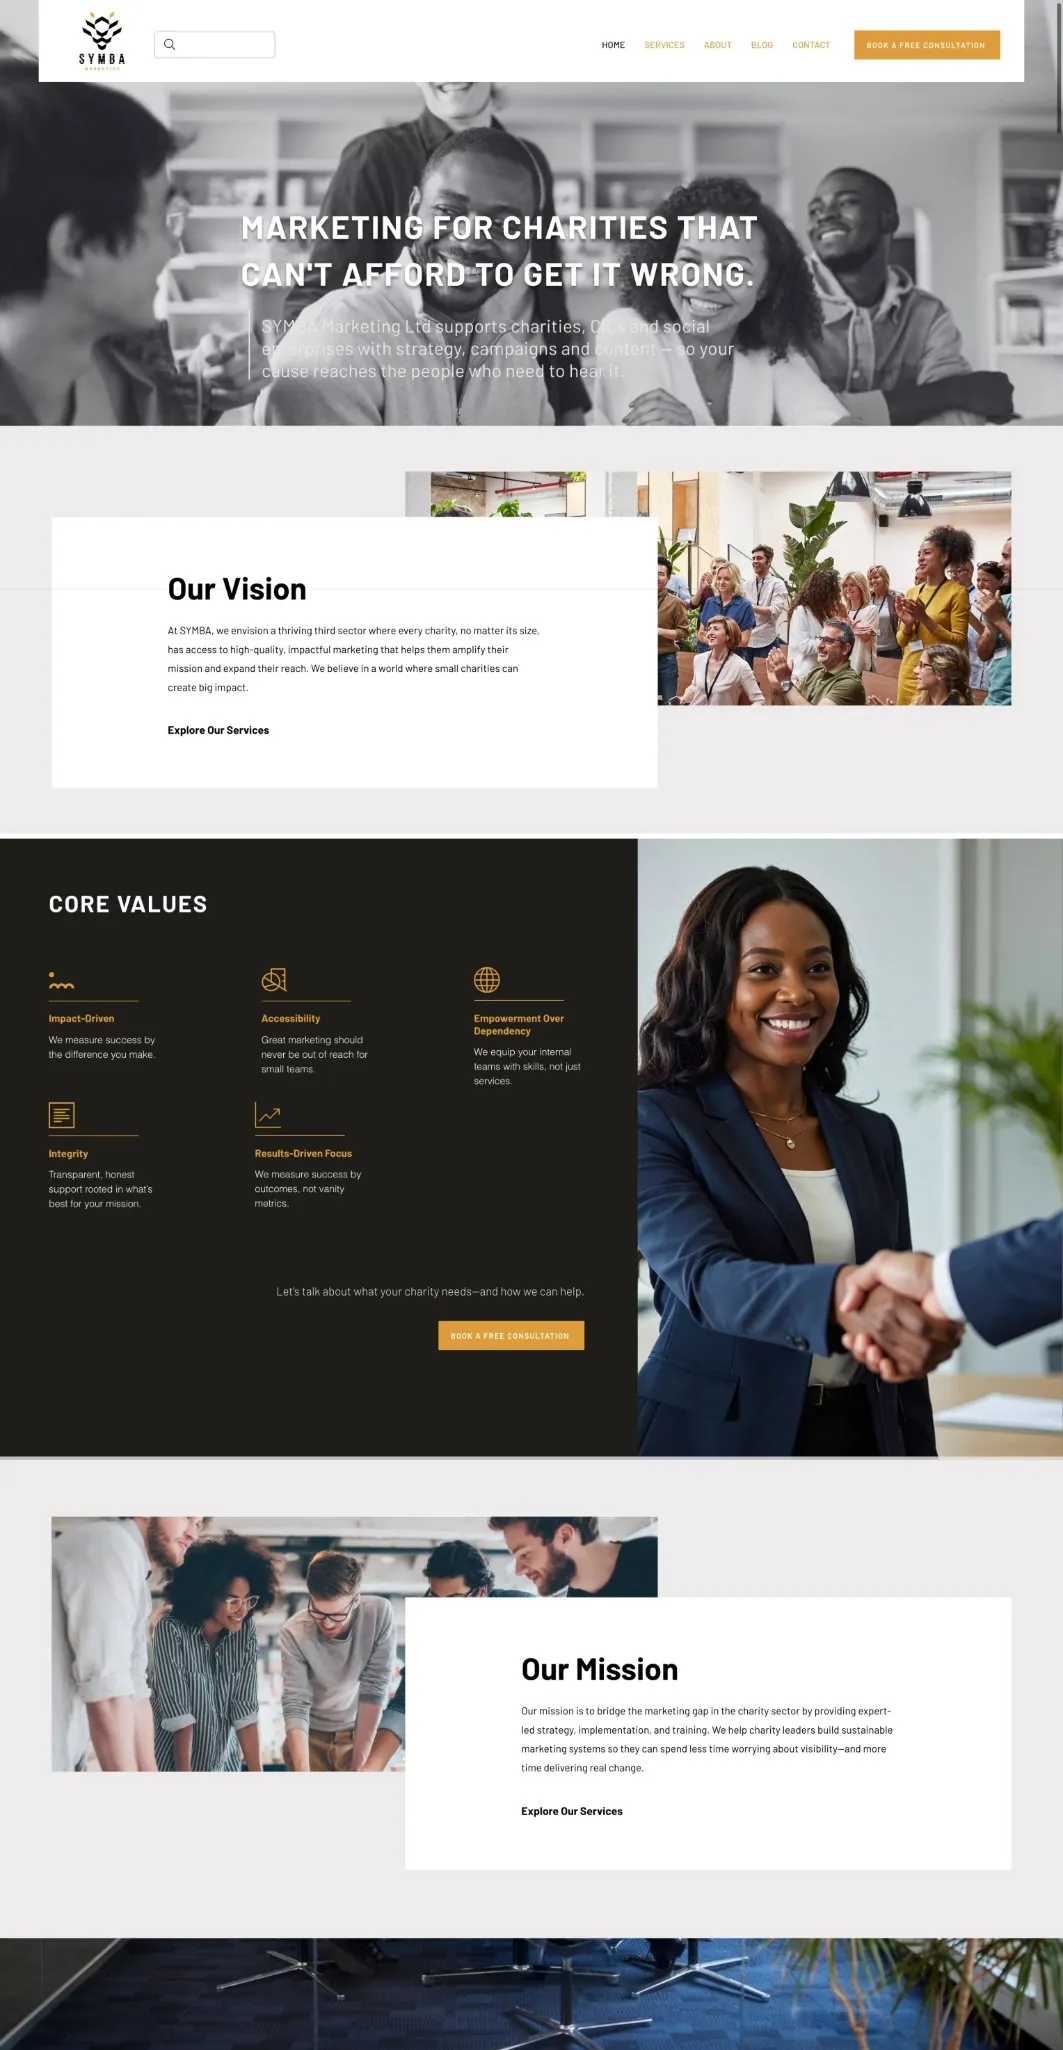 SYMBA
MARKETING
HOME
SERVICES
ABOUT
BLOG
CONTACT
BOOK A FREE CONSULTATION
MARKETING FOR CHARITIES THAT
CAN'T AFFORD TO GET IT WRONG.
SYMBA Marketing Ltd supports charities, CICs and social
enterprises with strategy, campaigns and content — so your
cause reaches the people who need to hear it.
Our Vision
At SYMBA, we envision a thriving third sector where every charity, no matter its size,
has access to high-quality, impactful marketing that helps them amplify their
mission and expand their reach. We believe in a world where small charities can
create big impact.
Explore Our Services
CORE VALUES
Impact-Driven
We measure success by
the difference you make.
Accessibility
Great marketing should
never be out of reach for
small teams.
Empowerment Over
Dependency
We equip your internal
teams with skills, not just
services.
Integrity
Transparent, honest
support rooted in what's
best for your mission.
Results-Driven Focus
We measure success by
outcomes, not vanity
metrics.
Let's talk about what your charity needs—and how we can help.
BOOK A FREE CONSULTATION
Our Mission
Our mission is to bridge the marketing gap in the charity sector by providing expert-
led strategy, implementation, and training. We help charity leaders build sustainable
marketing systems so they can spend less time worrying about visibility—and more
time delivering real change.
Explore Our Services